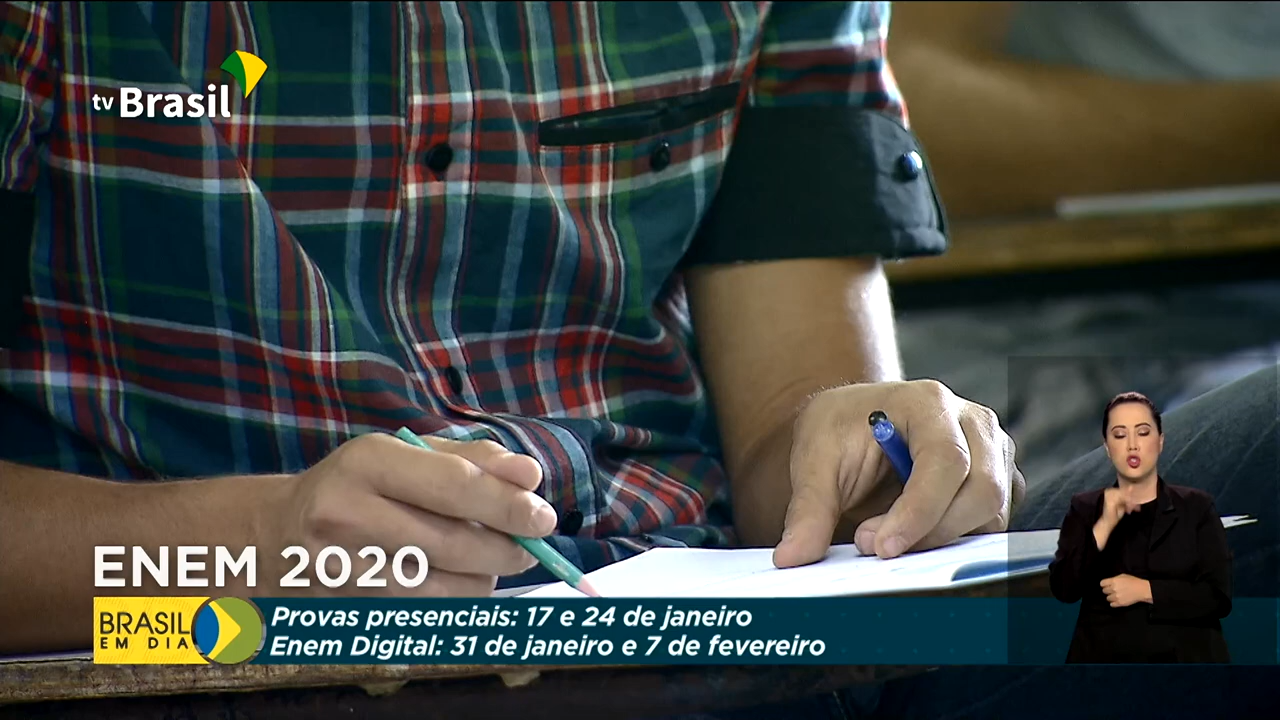 tv Brasil
ENEM 2020
BRASIL
EM DIA
Provas presenciais: 17 e 24 de janeiro
Enem Digital: 31 de janeiro e 7 de fevereiro